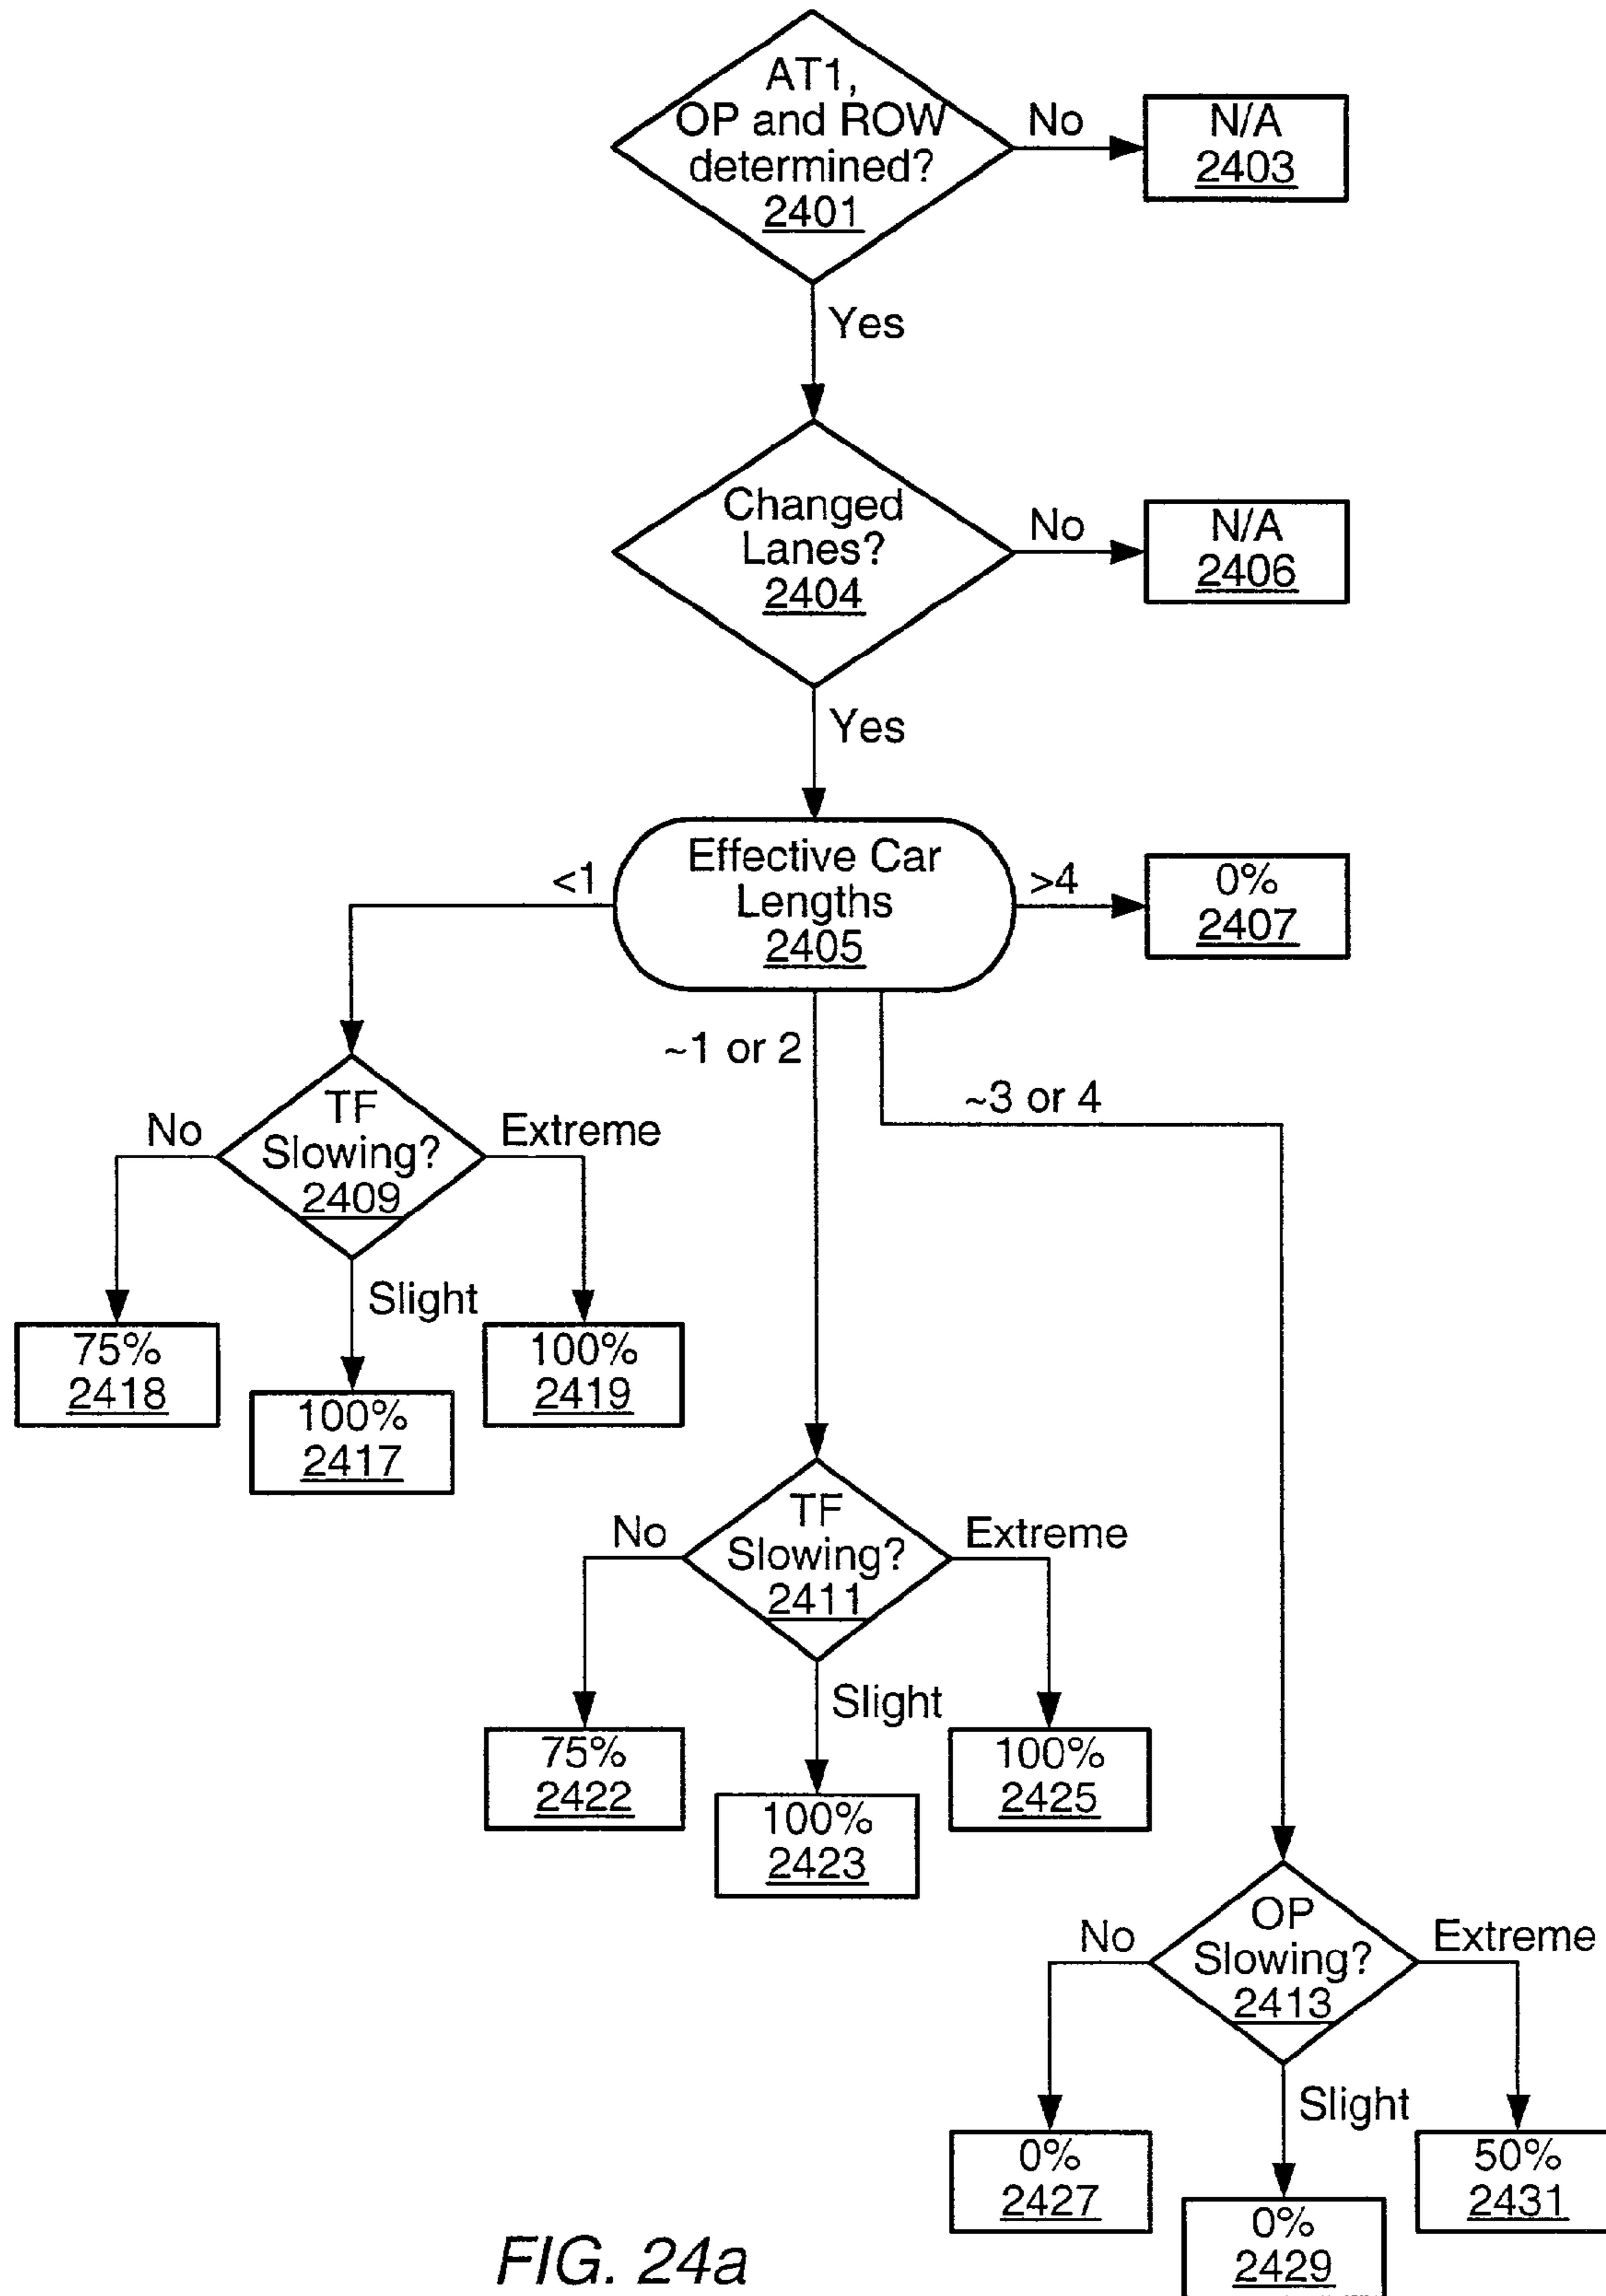 AT1,
OP and ROW
determined?
2401
No
N/A
2403
Yes
Changed
Lanes?
2404
No
N/A
2406
Yes
Effective Car
Lengths
2405
<1
>4
0%
2407
~1 or 2
~3 or 4
TF
Slowing?
2409
No
Extreme
Slight
75%
2418
100%
2417
100%
2419
TF
Slowing?
2411
No
Extreme
Slight
75%
2422
100%
2423
100%
2425
OP
Slowing?
2413
No
Extreme
Slight
0%
2427
0%
2429
50%
2431
FIG. 24a